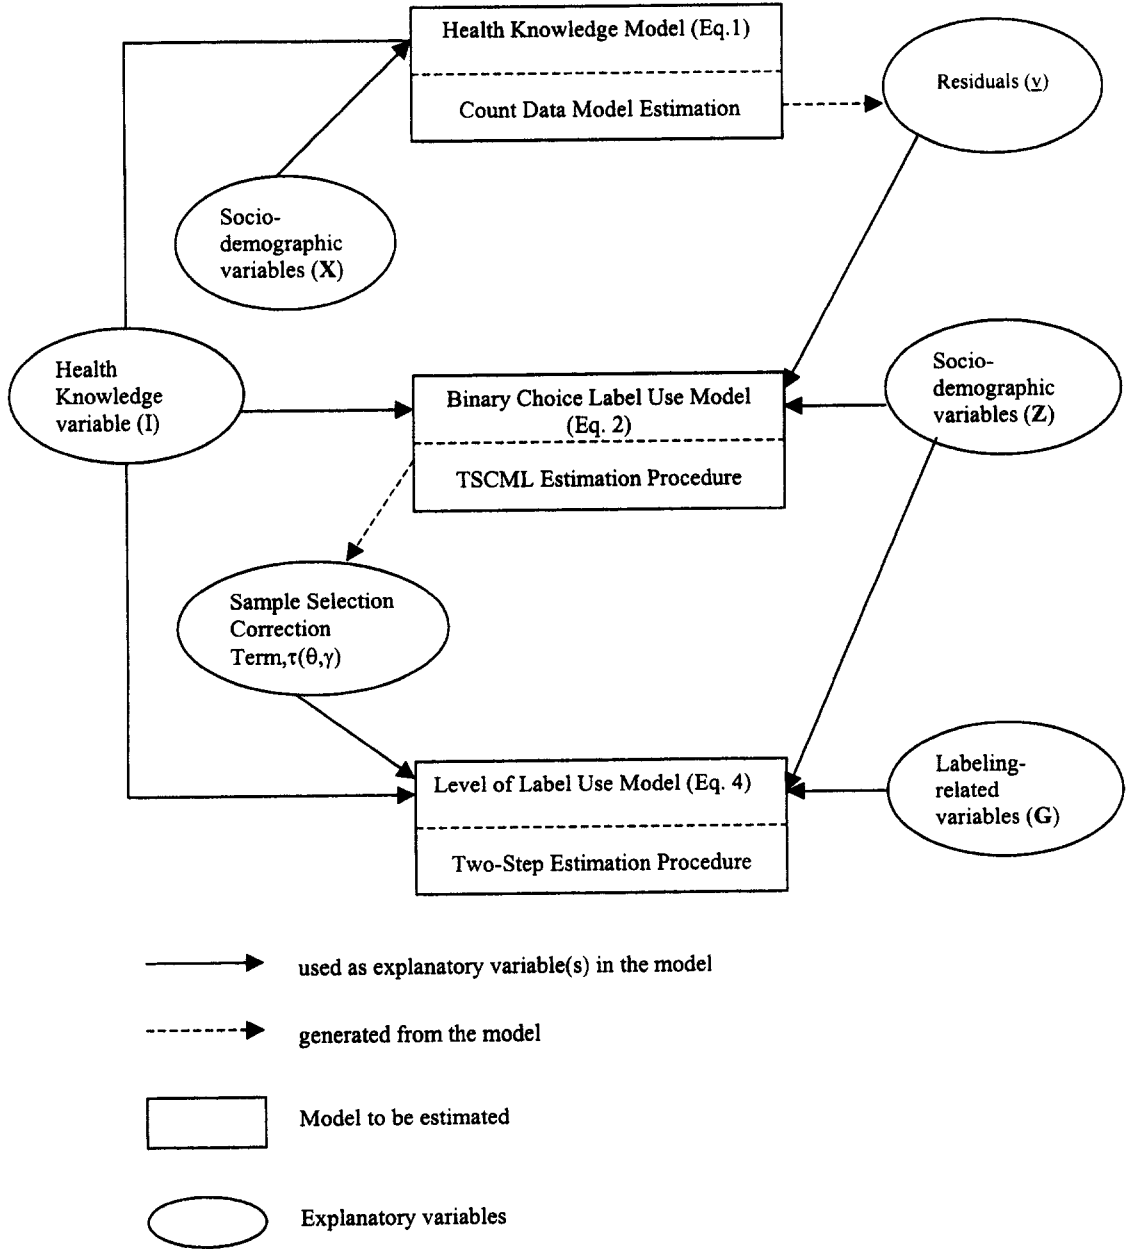 Health Knowledge Model (Eq.1)
Count Data Model Estimation
Residuals (v)
Socio-
demographic
variables (X)
Health
Knowledge
variable (I)
Binary Choice Label Use Model
(Eq. 2)
TSCML Estimation Procedure
Socio-
demographic
variables (Z)
Sample Selection
Correction
Term,τ(θ,γ)
Level of Label Use Model (Eq. 4)
Two-Step Estimation Procedure
Labeling-
related
variables (G)
used as explanatory variable(s) in the model
generated from the model
Model to be estimated
Explanatory variables